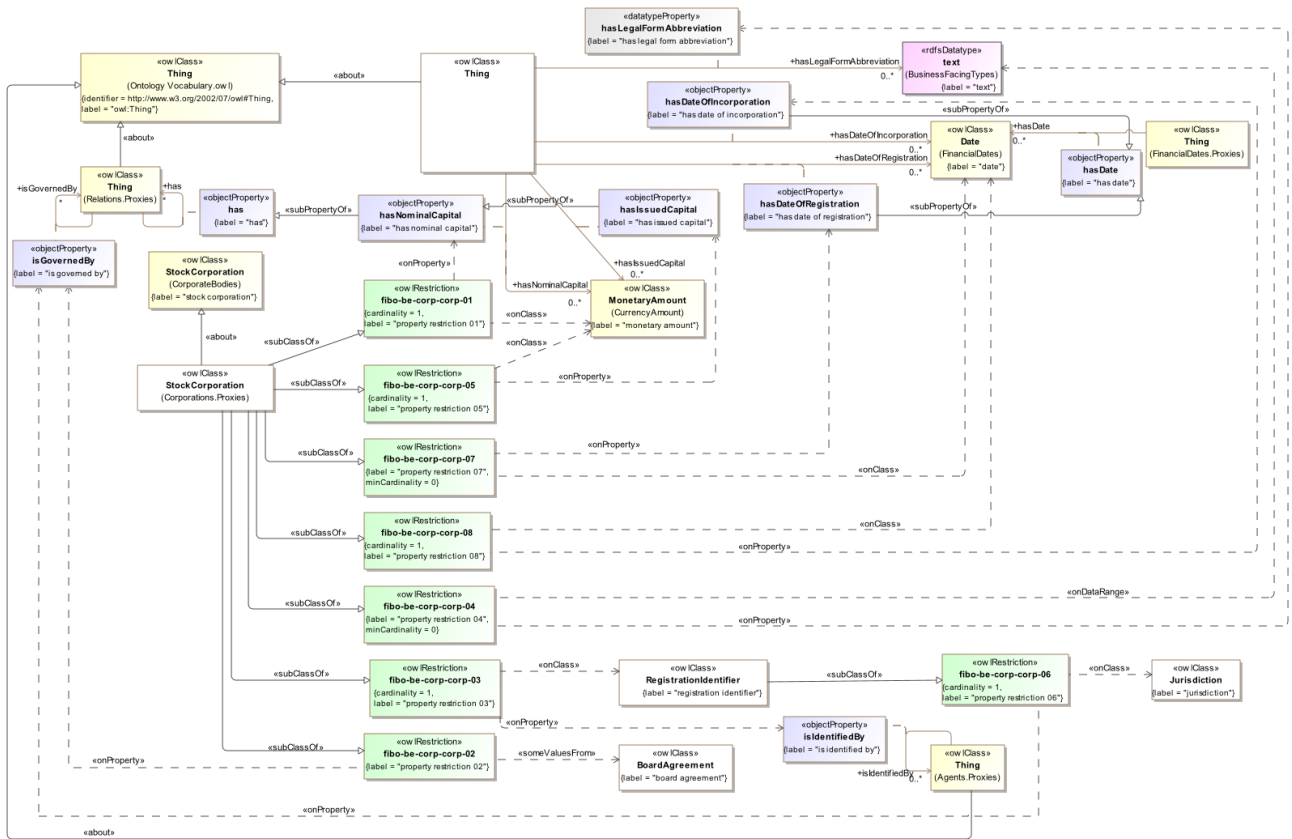 «datatypeProperty»
hasLegalFormAbbreviation
{label = "has legal form abbreviation"}
«owlClass»
Thing
(Ontology Vocabulary.owl)
{identifier = http://www.w3.org/2002/07/owl#Thing,
label = "owl:Thing"}
«about»
«owlClass»
Thing
+hasLegalFormAbbreviation
0..*
«rdfsDatatype»
text
(BusinessFacingTypes)
{label = "text"}
«objectProperty»
hasDateOfIncorporation
{label = "has date of incorporation"}
«subPropertyOf»
+hasDateOfIncorporation
0..*
+hasDateOfRegistration
0..*
«owlClass»
Date
(FinancialDates)
{label = "date"}
+hasDate
0..*
«owlClass»
Thing
(FinancialDates.Proxies)
«objectProperty»
hasDate
{label = "has date"}
«about»
«owlClass»
Thing
(Relations.Proxies)
+isGovernedBy
*
+has
*
«objectProperty»
has
{label = "has"}
«subPropertyOf»
«objectProperty»
hasNominalCapital
{label = "has nominal capital"}
«subPropertyOf»
«objectProperty»
hasIssuedCapital
{label = "has issued capital"}
«objectProperty»
hasDateOfRegistration
{label = "has date of registration"}
«subPropertyOf»
«objectProperty»
isGovernedBy
{label = "is governed by"}
«owlClass»
StockCorporation
(CorporateBodies)
{label = "stock corporation"}
«onProperty»
+hasIssuedCapital
0..*
+hasNominalCapital
0..*
«owlClass»
MonetaryAmount
(CurrencyAmount)
{label = "monetary amount"}
«owlRestriction»
fibo-be-corp-corp-01
{cardinality = 1,
label = "property restriction 01"}
«onClass»
«onClass»
«about»
«subClassOf»
«owlClass»
StockCorporation
(Corporations.Proxies)
«subClassOf»
«owlRestriction»
fibo-be-corp-corp-05
{cardinality = 1,
label = "property restriction 05"}
«onProperty»
«subClassOf»
«owlRestriction»
fibo-be-corp-corp-07
{label = "property restriction 07",
minCardinality = 0}
«onProperty»
«onClass»
«subClassOf»
«owlRestriction»
fibo-be-corp-corp-08
{cardinality = 1,
label = "property restriction 08"}
«onClass»
«onProperty»
«subClassOf»
«owlRestriction»
fibo-be-corp-corp-04
{label = "property restriction 04",
minCardinality = 0}
«onDataRange»
«onProperty»
«subClassOf»
«owlRestriction»
fibo-be-corp-corp-03
{cardinality = 1,
label = "property restriction 03"}
«onClass»
«owlClass»
RegistrationIdentifier
{label = "registration identifier"}
«subClassOf»
«owlRestriction»
fibo-be-corp-corp-06
{cardinality = 1,
label = "property restriction 06"}
«onClass»
«owlClass»
Jurisdiction
{label = "jurisdiction"}
«onProperty»
«objectProperty»
isIdentifiedBy
{label = "is identified by"}
«subClassOf»
«owlRestriction»
fibo-be-corp-corp-02
{label = "property restriction 02"}
«someValuesFrom»
«owlClass»
BoardAgreement
{label = "board agreement"}
+isIdentifiedBy
0..*
«owlClass»
Thing
(Agents.Proxies)
«onProperty»
«onProperty»
«about»